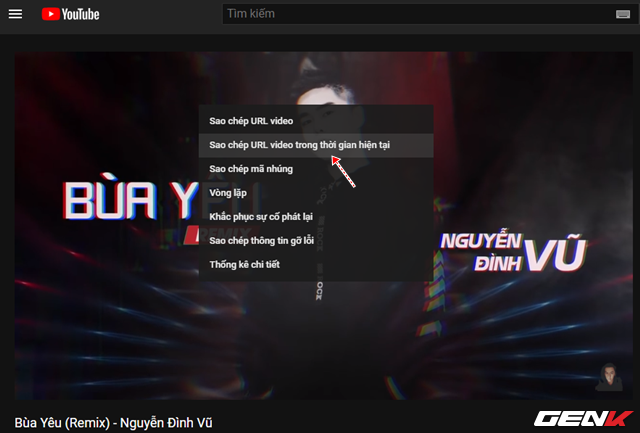 YouTube
Tìm kiếm
Sao chép URL video
Sao chép URL video trong thời gian hiện tại
Sao chép mã nhúng
Vòng lặp
Khắc phục sự cố phát lại
Sao chép thông tin gỡ lỗi
Thống kê chi tiết
BÙA YÊU
REMIX
NGUYỄN
ĐÌNH VŨ
Bùa Yêu (Remix) - Nguyễn Đình Vũ
GENK